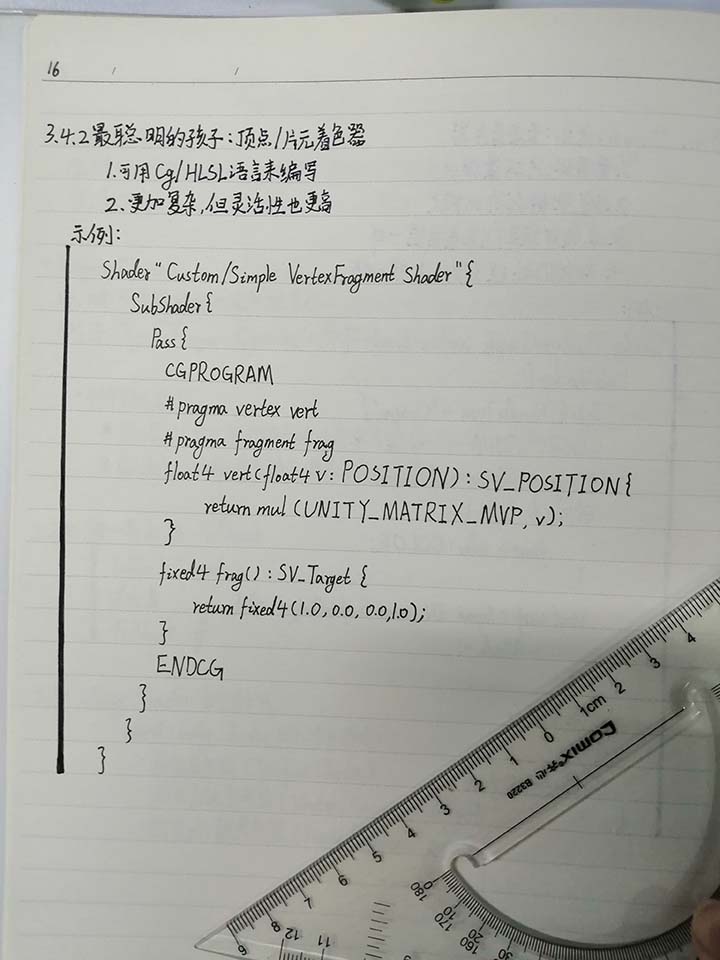 16 / /
3.4.2最聪明的孩子:顶点/片元着色器
1.可用Cg/HLSL语言来编写
2.更加复杂,但灵活性也更高
示例:
Shader"Custom/Simple VertexFragment Shader"{
SubShader{
Pass{
CGPROGRAM
#pragma vertex vert
#pragma fragment frag
float4 vert(float4 v:POSITION):SV_POSITION{
return mul(UNITY_MATRIX_MVP,v);
}
fixed4 frag():SV_Target{
return fixed4(1.0,0.0,0.0,1.0);
}
ENDCG
}
}
}
6 8 7 6 5 4 3 2 1 0 1cm 2 3 4
Comix®齐心 B3220
12 11
180 170 160
0 10 20 30